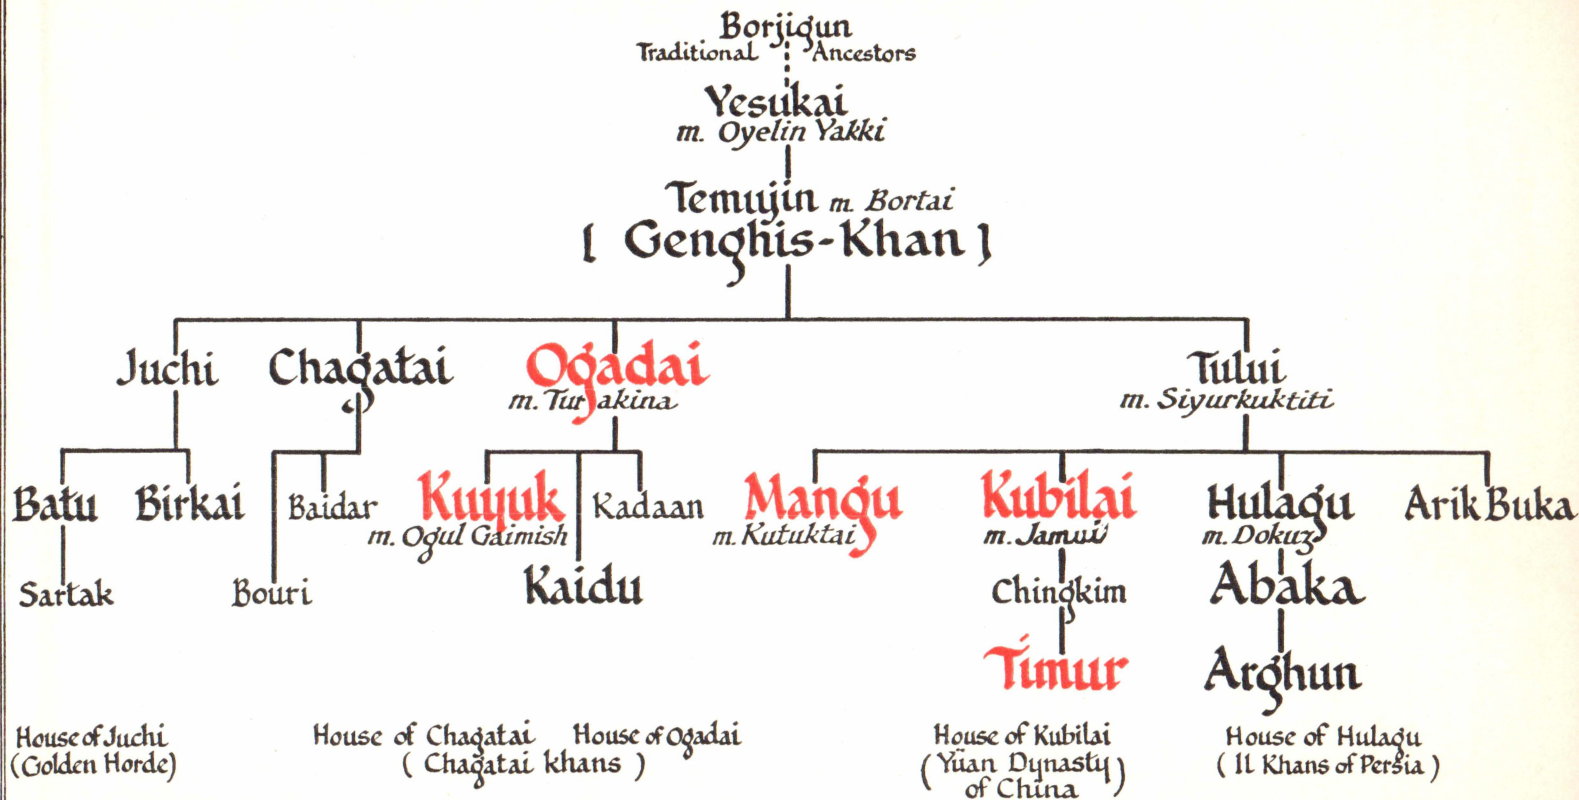 Borjigun
Traditional Ancestors
Yesukai
m. Oyelin Yakki
Temujin m. Bortai
[ Genghis-Khan ]
Juchi Chagatai Ogadai Tului
m. Turjakina m. Siyurkuktiti
Batu Birkai Baidar Kuyuk Kadaan Mangu Kubilai Hulagu Arik Buka
m. Ogul Gaimish m. Kutuktai m. Jamui m. Dokuz
Sartak Bouri Kaidu Chingkim Abaka
Timur Arghun
House of Juchi House of Chagatai House of Ogadai House of Kubilai House of Hulagu
(Golden Horde) ( Chagatai khans ) (Yüan Dynasty) ( Il Khans of Persia )
of China